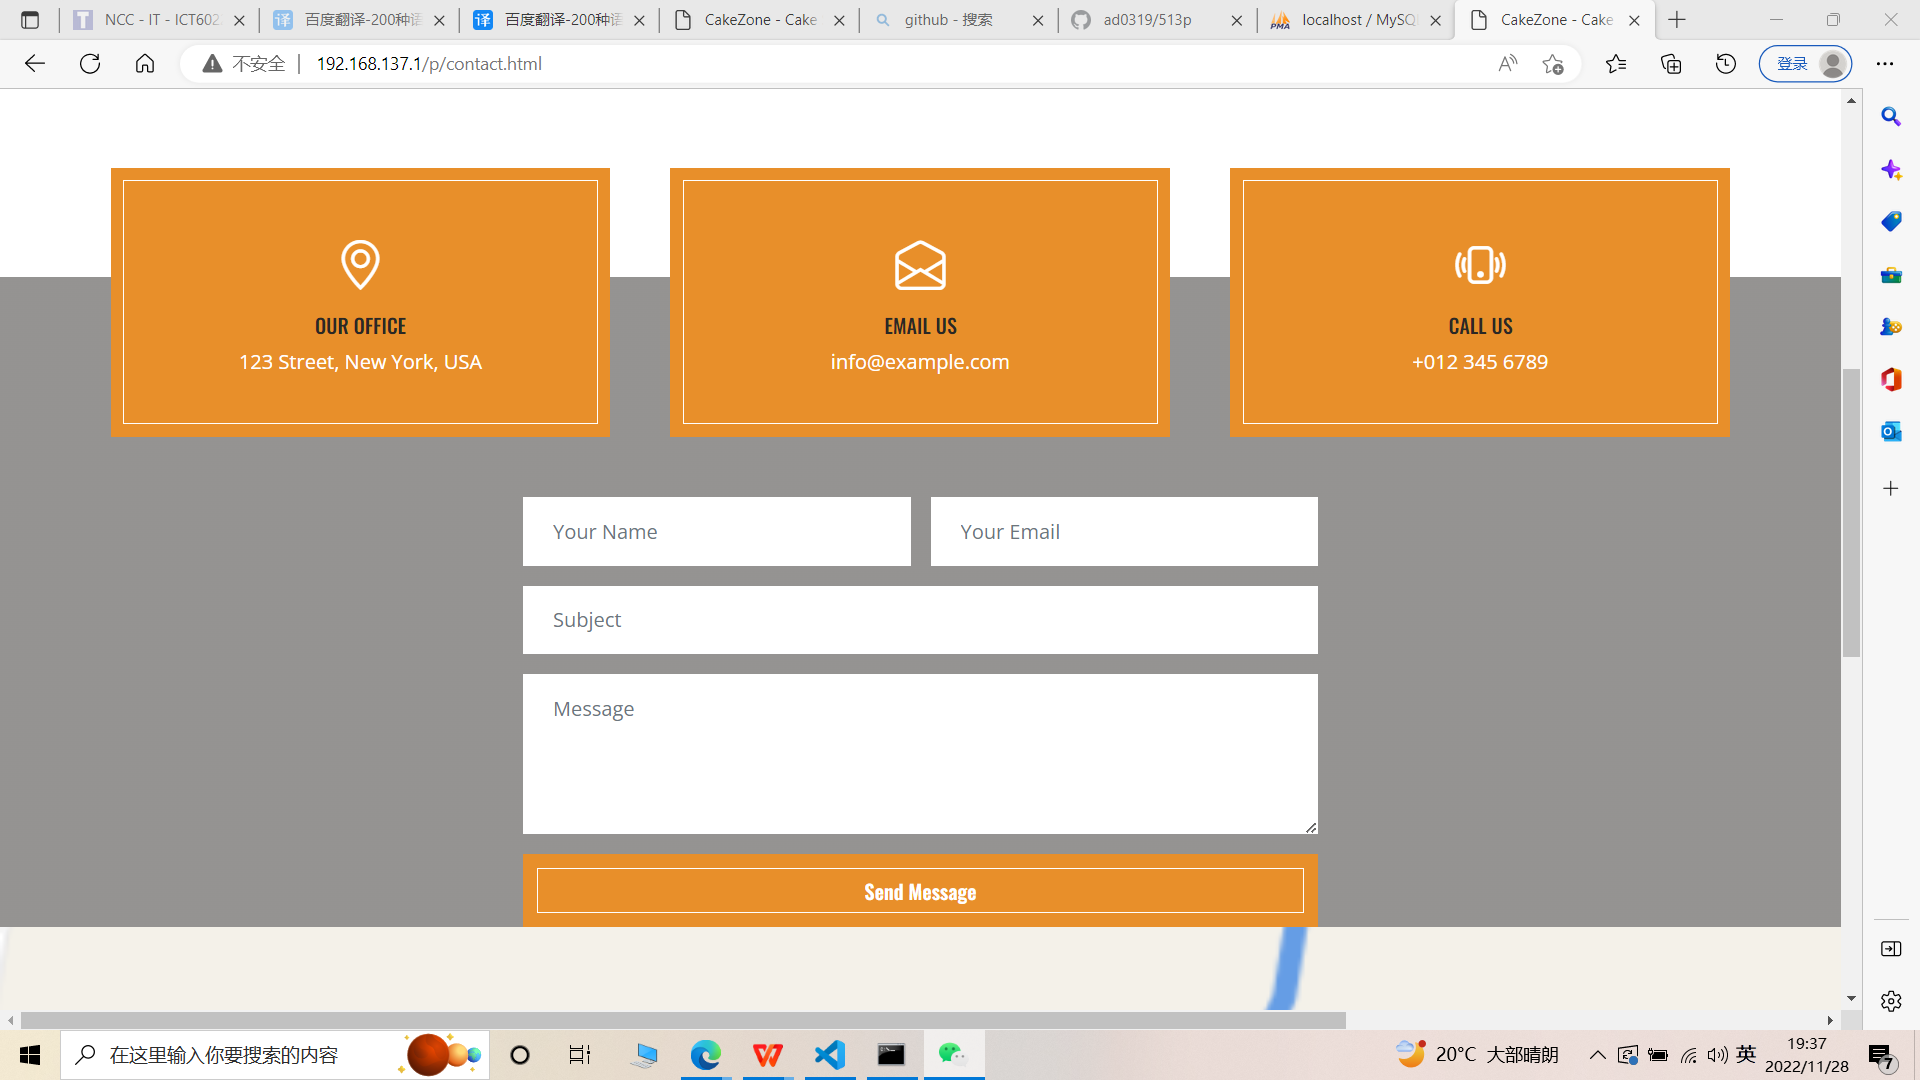 NCC - IT - ICT602
百度翻译-200种语
百度翻译-200种语
CakeZone - Cake
github - 搜索
ad0319/513p
localhost / MySQ
CakeZone - Cake
不安全
192.168.137.1/p/contact.html
登录
OUR OFFICE
123 Street, New York, USA
EMAIL US
info@example.com
CALL US
+012 345 6789
Your Name
Your Email
Subject
Message
Send Message
在这里输入你要搜索的内容
20°C 大部晴朗
英
19:37
2022/11/28
7